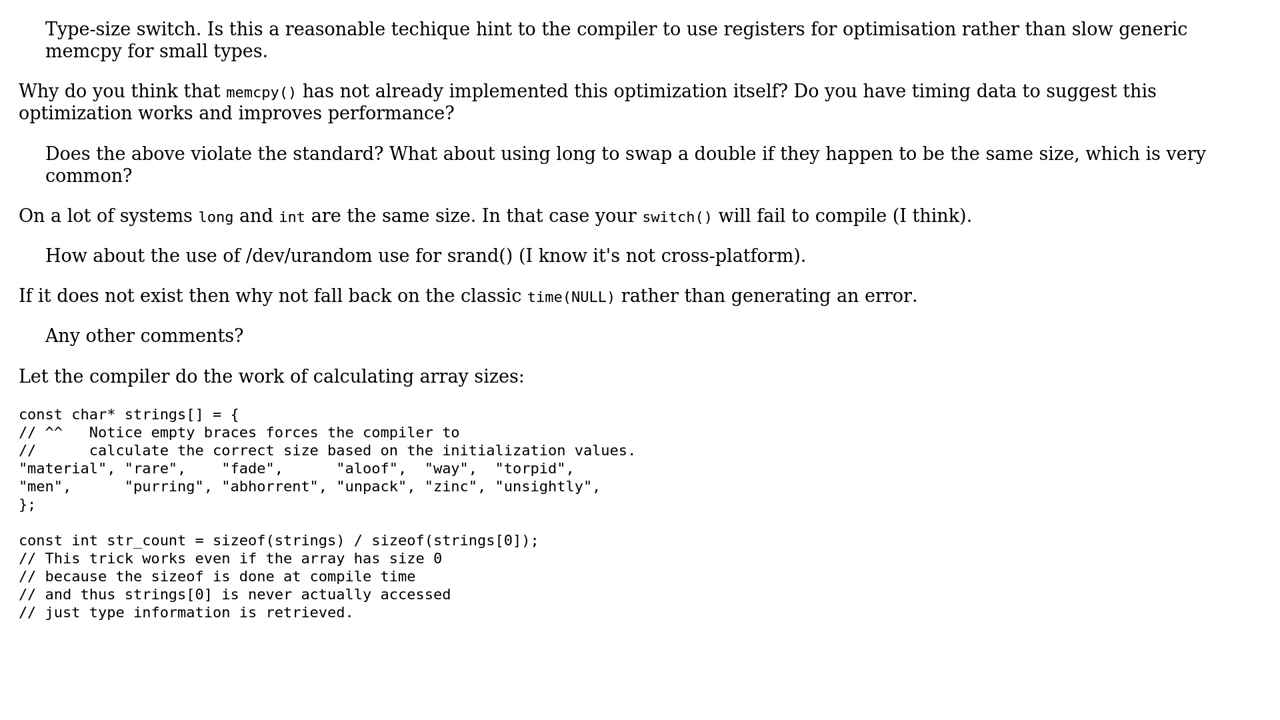 Type-size switch. Is this a reasonable techique hint to the compiler to use registers for optimisation rather than slow generic
memcpy for small types.
Why do you think that memcpy() has not already implemented this optimization itself? Do you have timing data to suggest this
optimization works and improves performance?
Does the above violate the standard? What about using long to swap a double if they happen to be the same size, which is very
common?
On a lot of systems long and int are the same size. In that case your switch() will fail to compile (I think).
How about the use of /dev/urandom use for srand() (I know it's not cross-platform).
If it does not exist then why not fall back on the classic time(NULL) rather than generating an error.
Any other comments?
Let the compiler do the work of calculating array sizes:
const char* strings[] = {
// ^^   Notice empty braces forces the compiler to
//      calculate the correct size based on the initialization values.
"material", "rare",    "fade",      "aloof",  "way",  "torpid",
"men",      "purring", "abhorrent", "unpack", "zinc", "unsightly",
};
const int str_count = sizeof(strings) / sizeof(strings[0]);
// This trick works even if the array has size 0
// because the sizeof is done at compile time
// and thus strings[0] is never actually accessed
// just type information is retrieved.